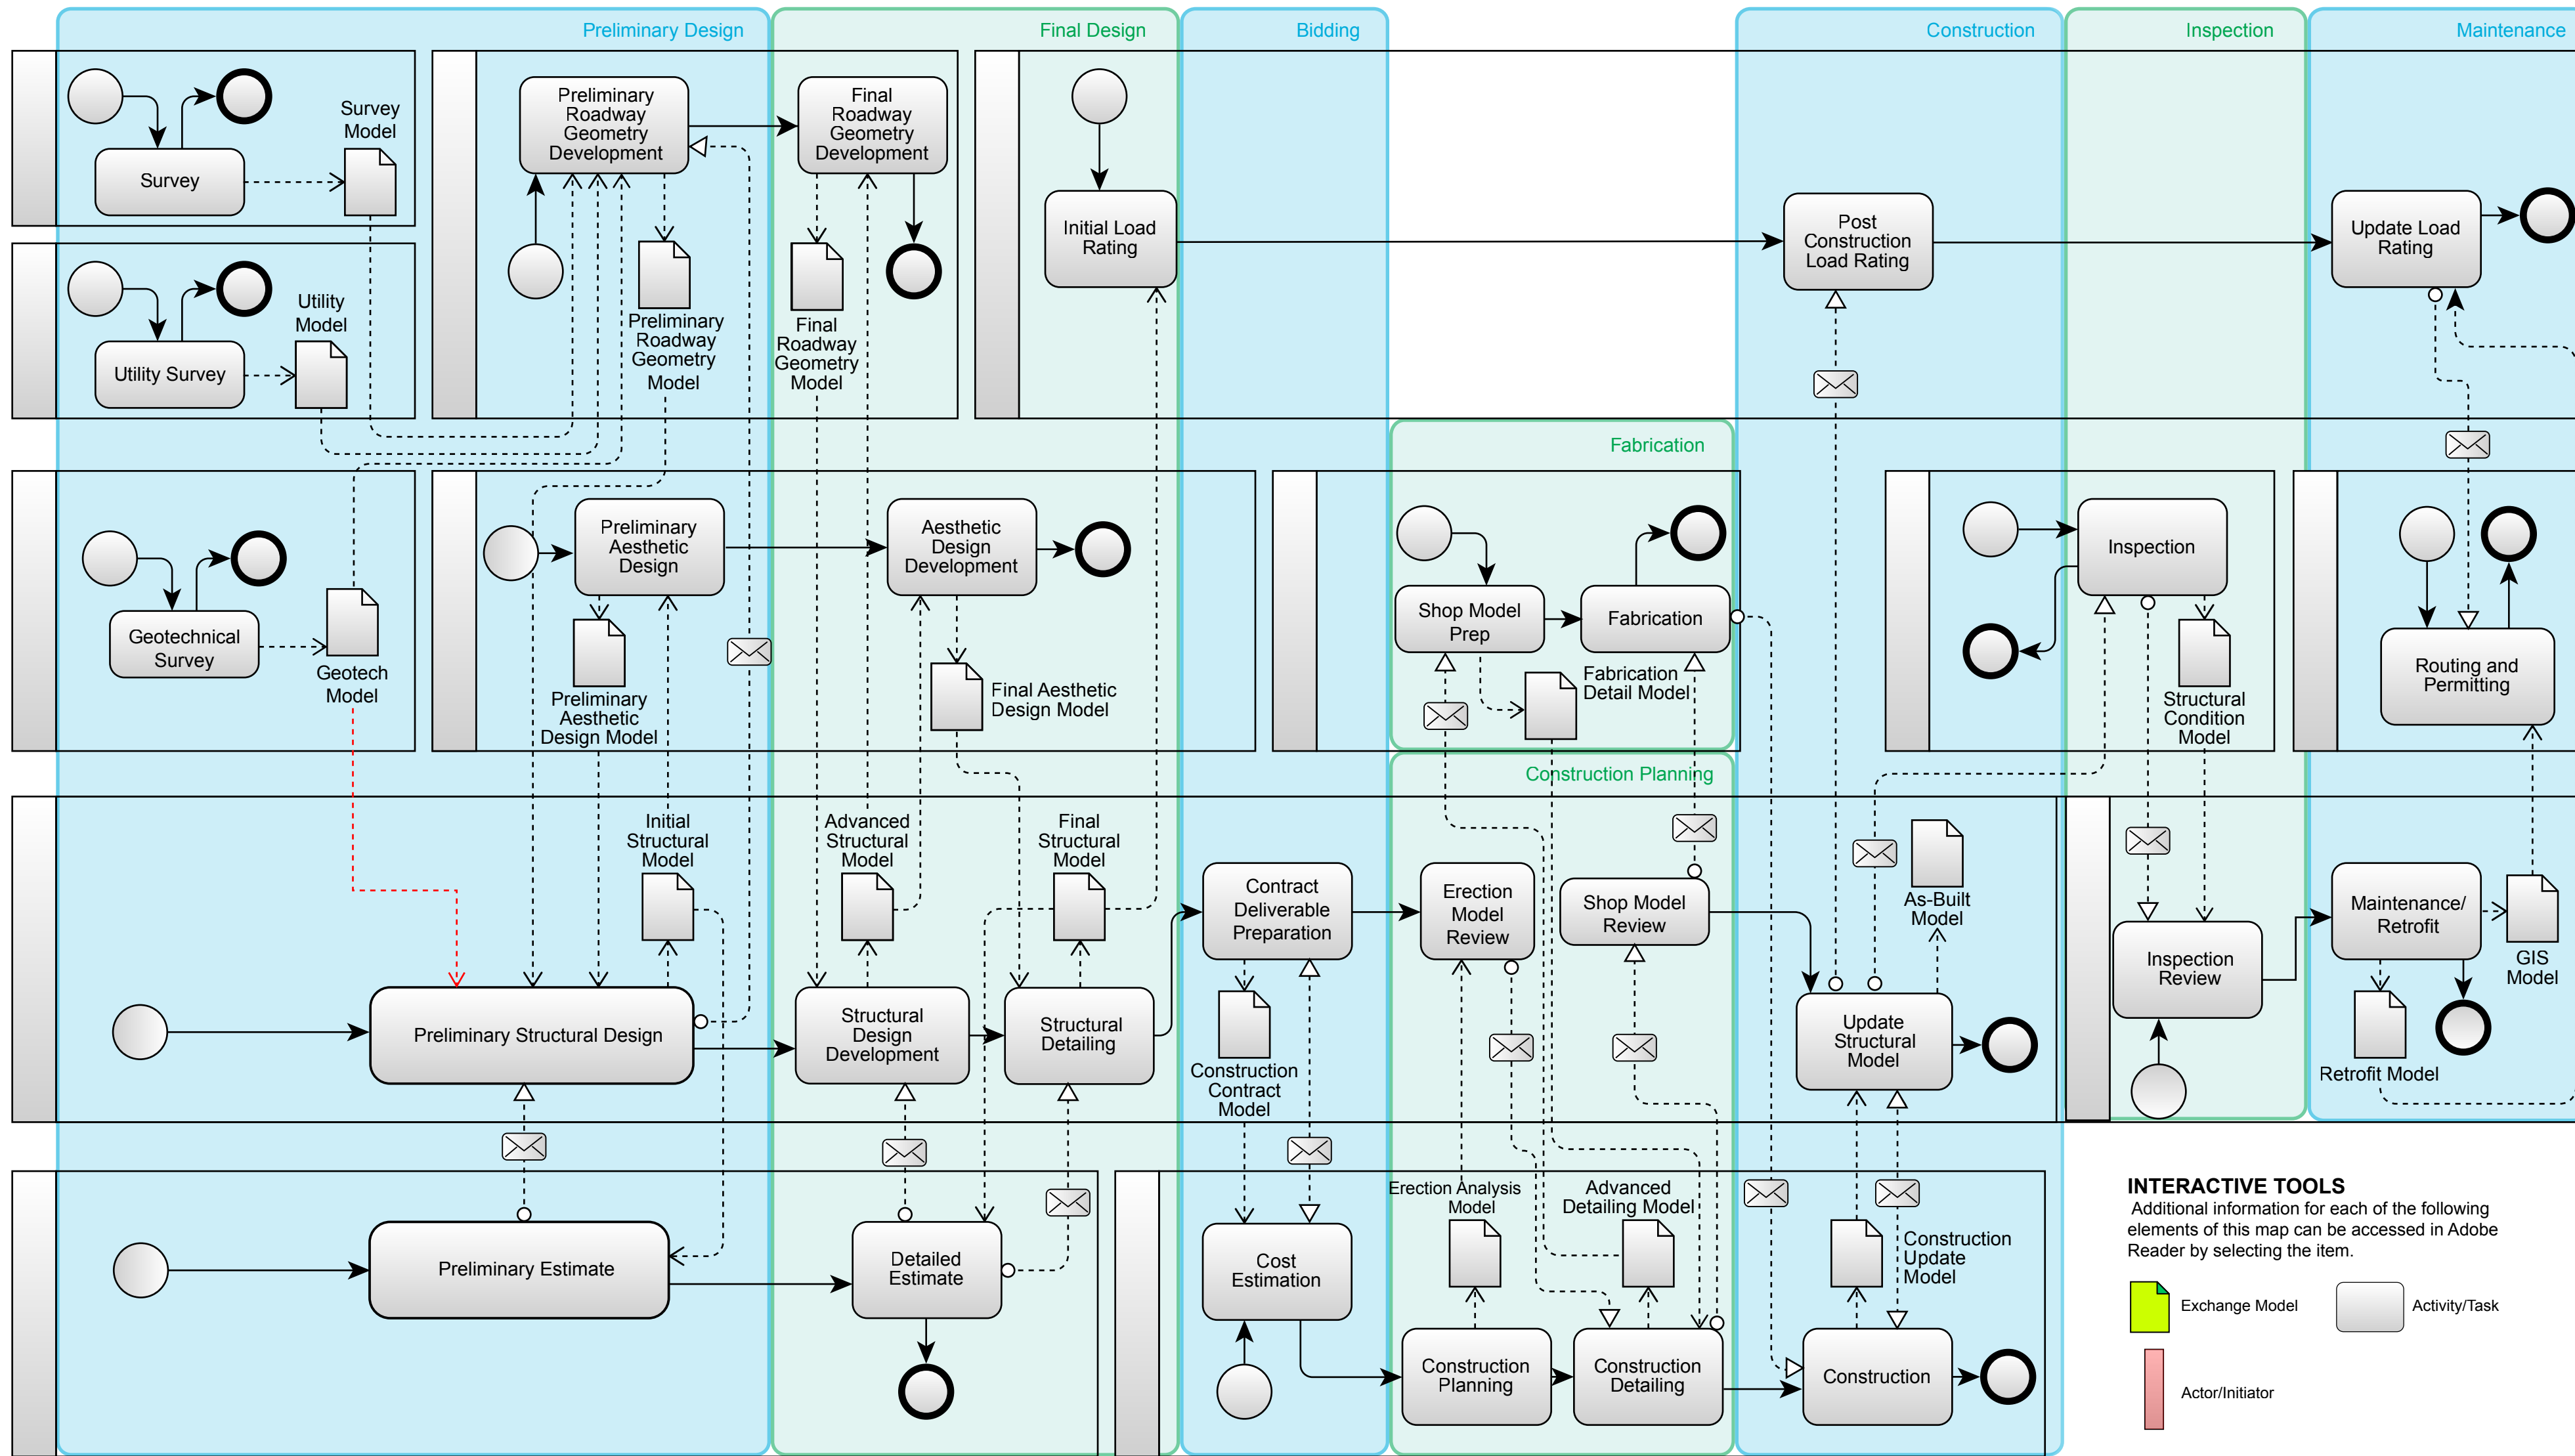 Preliminary Design
Final Design
Bidding
Construction
Inspection
Maintenance
Survey
Model
Survey
Preliminary
Roadway
Geometry
Development
Final
Roadway
Geometry
Development
Initial Load
Rating
Post
Construction
Load Rating
Update Load
Rating
Utility
Model
Utility Survey
Preliminary
Roadway
Geometry
Model
Final
Roadway
Geometry
Model
Fabrication
Geotechnical
Survey
Geotech
Model
Preliminary
Aesthetic
Design
Preliminary
Aesthetic
Design Model
Aesthetic
Design
Development
Final Aesthetic
Design Model
Shop Model
Prep
Fabrication
Fabrication
Detail Model
Inspection
Structural
Condition
Model
Routing and
Permitting
Construction Planning
Initial
Structural
Model
Advanced
Structural
Model
Final
Structural
Model
Preliminary Structural Design
Structural
Design
Development
Structural
Detailing
Contract
Deliverable
Preparation
Construction
Contract
Model
Erection
Model
Review
Shop Model
Review
As-Built
Model
Update
Structural
Model
Inspection
Review
Maintenance/
Retrofit
GIS
Model
Retrofit Model
Preliminary Estimate
Detailed
Estimate
Cost
Estimation
Erection Analysis
Model
Advanced
Detailing Model
Construction
Planning
Construction
Detailing
Construction
Update
Model
Construction
INTERACTIVE TOOLS
Additional information for each of the following
elements of this map can be accessed in Adobe
Reader by selecting the item.
Exchange Model
Activity/Task
Actor/Initiator